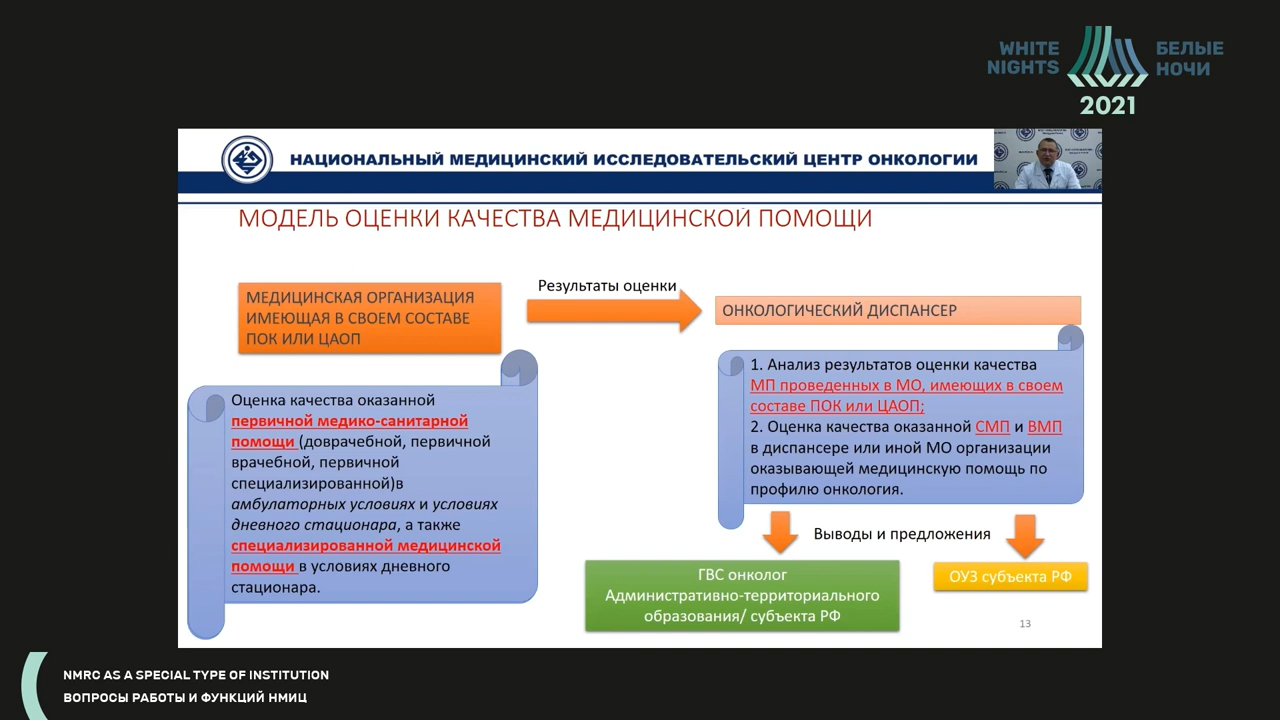 WHITE
NIGHTS
БЕЛЫЕ
НОЧИ
2021
НАЦИОНАЛЬНЫЙ МЕДИЦИНСКИЙ ИССЛЕДОВАТЕЛЬСКИЙ ЦЕНТР ОНКОЛОГИИ
МОДЕЛЬ ОЦЕНКИ КАЧЕСТВА МЕДИЦИНСКОЙ ПОМОЩИ
МЕДИЦИНСКАЯ ОРГАНИЗАЦИЯ
ИМЕЮЩАЯ В СВОЕМ СОСТАВЕ
ПОК ИЛИ ЦАОП
Результаты оценки
ОНКОЛОГИЧЕСКИЙ ДИСПАНСЕР
Оценка качества оказанной
первичной медико-санитарной
помощи (доврачебной, первичной
врачебной, первичной
специализированной)в
амбулаторных условиях и условиях
дневного стационара, а также
специализированной медицинской
помощи в условиях дневного
стационара.
1. Анализ результатов оценки качества
МП проведенных в МО, имеющих в своем
составе ПОК или ЦАОП;
2. Оценка качества оказанной СМП и ВМП
в диспансере или иной МО организации
оказывающей медицинскую помощь по
профилю онкология.
Выводы и предложения
ГВС онколог
Административно-территориального
образования/ субъекта РФ
ОУЗ субъекта РФ
13
NMRC AS A SPECIAL TYPE OF INSTITUTION
ВОПРОСЫ РАБОТЫ И ФУНКЦИЙ НМИЦ